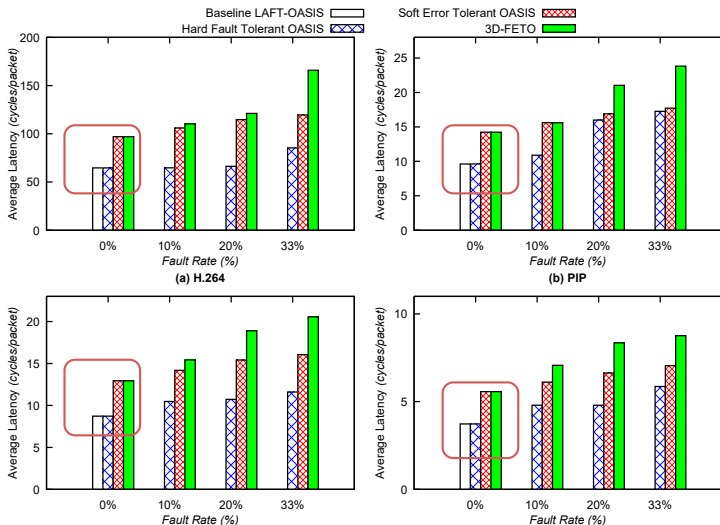 Baseline LAFT-OASIS
Soft Error Tolerant OASIS
Hard Fault Tolerant OASIS
3D-FETO
Average Latency (cycles/packet)
200
150
100
50
0
0% 10% 20% 33%
Fault Rate (%)
(a) H.264
Average Latency (cycles/packet)
25
20
15
10
5
0
0% 10% 20% 33%
Fault Rate (%)
(b) PIP
Average Latency (cycles/packet)
20
15
10
5
0
0% 10% 20% 33%
Fault Rate (%)
Average Latency (cycles/packet)
10
5
0
0% 10% 20% 33%
Fault Rate (%)